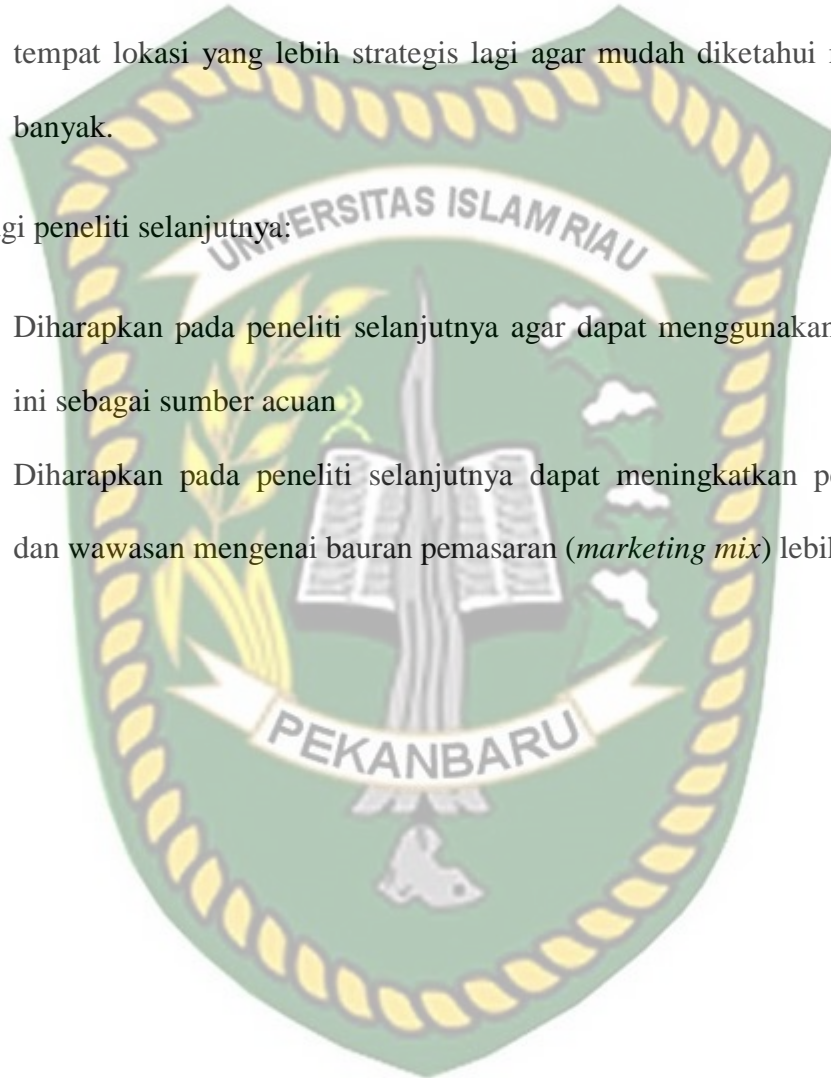 tempat lokasi yang lebih strategis lagi agar mudah diketahui
banyak.
UNIVERSITAS ISLAM RIAU
gi peneliti selanjutnya:
Diharapkan pada peneliti selanjutnya agar dapat menggunakan
ini sebagai sumber acuan
Diharapkan pada peneliti selanjutnya dapat meningkatkan pe
dan wawasan mengenai bauran pemasaran (marketing mix) lebih
PEKANBARU